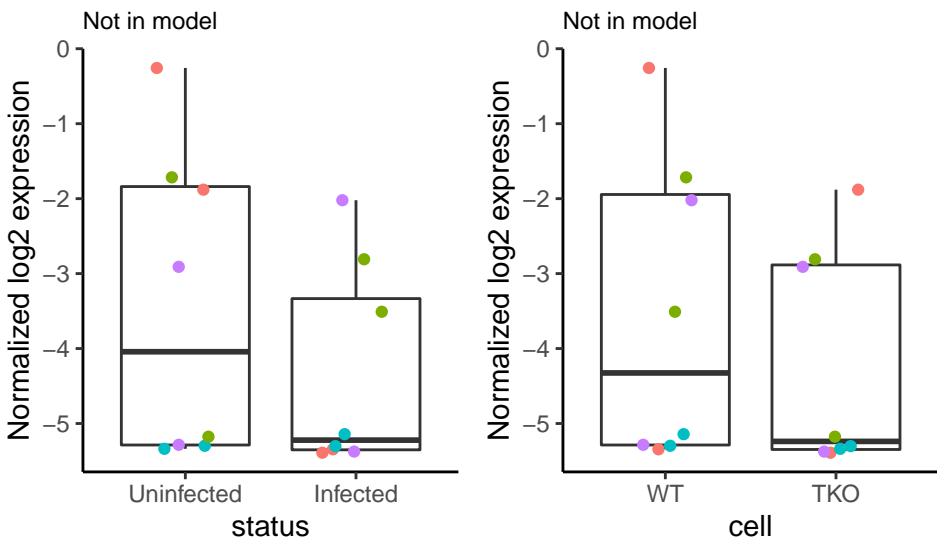 Not in model
Normalized log2 expression
0
−1
−2
−3
−4
−5
Uninfected
Infected
status
Not in model
Normalized log2 expression
0
−1
−2
−3
−4
−5
WT
TKO
cell